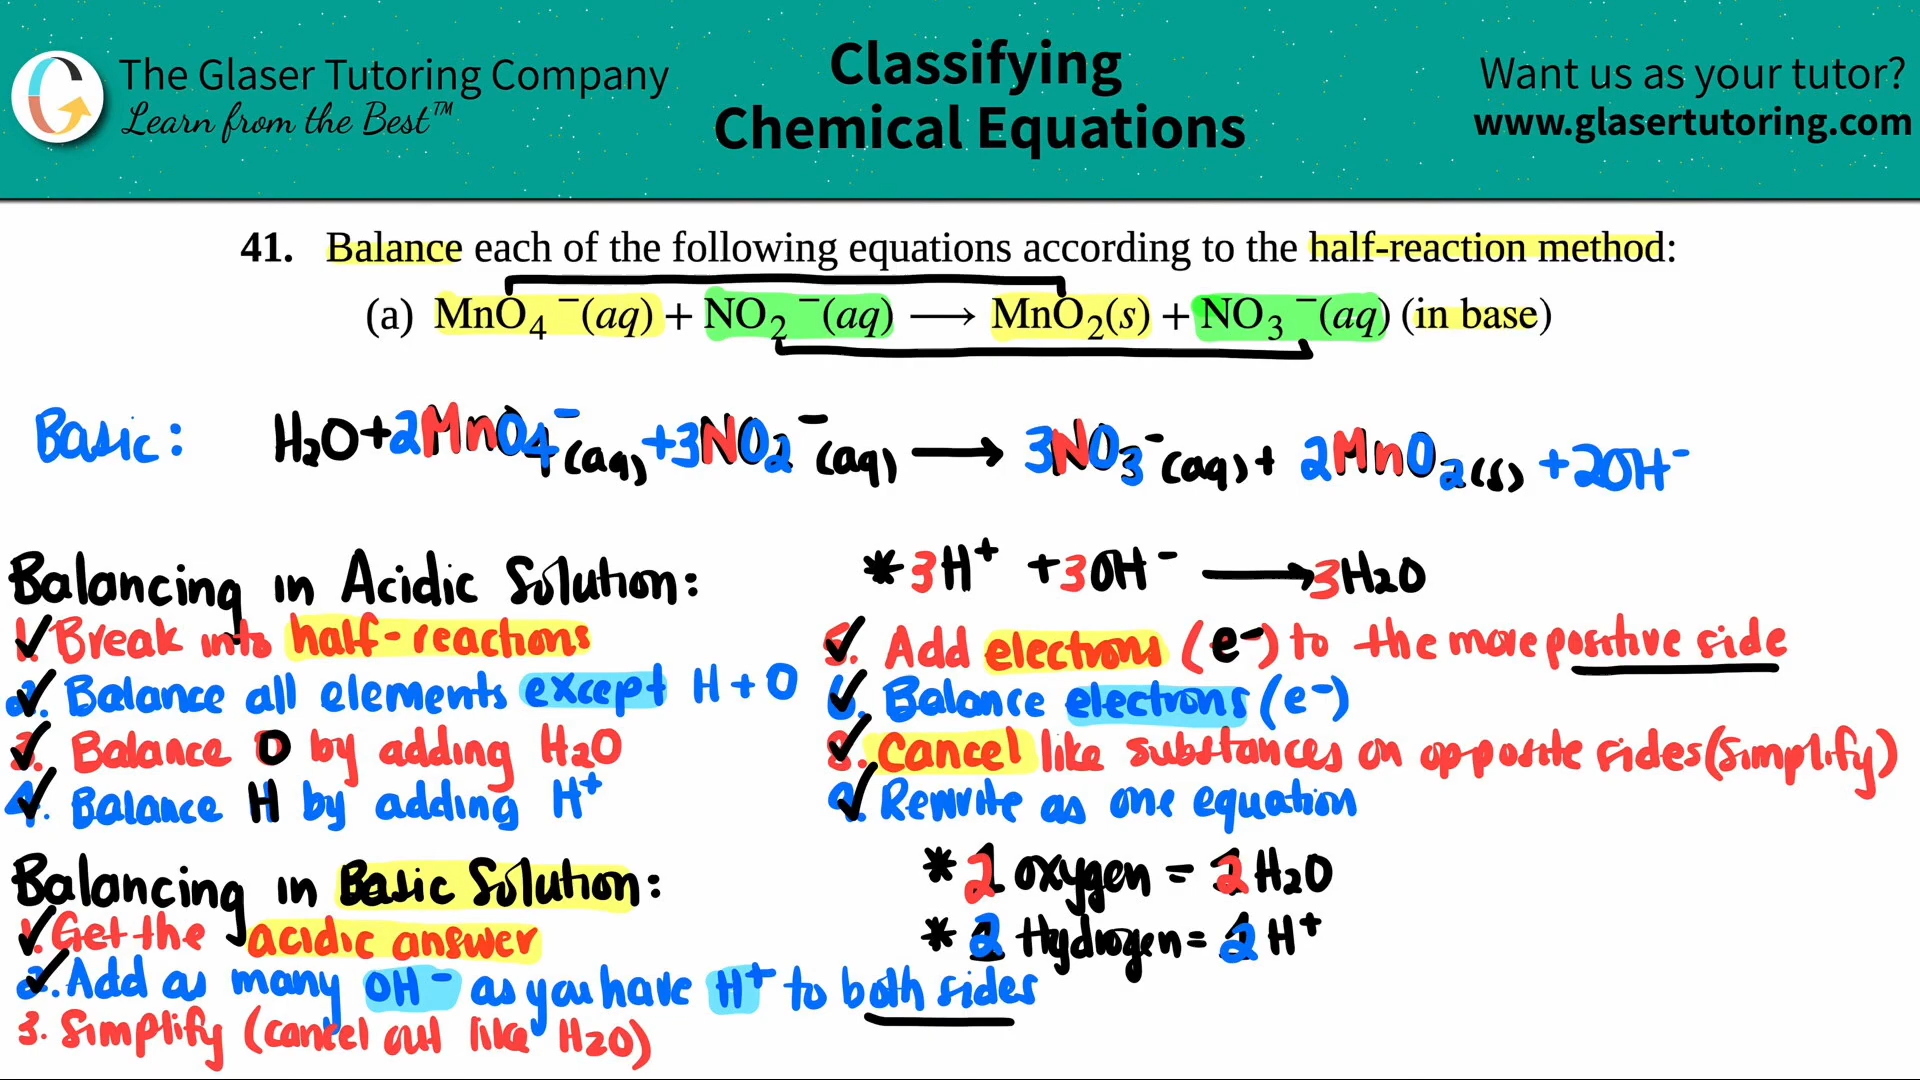 The Glaser Tutoring Company
Learn from the Best™
Classifying
Chemical Equations
Want us as your tutor?
www.glasertutoring.com
41. Balance each of the following equations according to the half-reaction method:
(a) MnO₄⁻(aq) + NO₂⁻(aq) ⟶ MnO₂(s) + NO₃⁻(aq) (in base)
Basic: H₂O+2MnO₄⁻(aq)+3NO₂⁻(aq) ⟶ 3NO₃⁻(aq)+ 2MnO₂(s) +2OH⁻
Balancing in Acidic Solution:
1. Break into half-reactions
2. Balance all elements except H + O
3. Balance O by adding H₂O
4. Balance H by adding H⁺
Balancing in Basic Solution:
1. Get the acidic answer
2. Add as many OH⁻ as you have H⁺ to both sides
3. Simplify (cancel out like H₂O)
*3H⁺ +3OH⁻ ⟶ 3H₂O
5. Add electrons (e⁻) to the more positive side
6. Balance electrons (e⁻)
8. Cancel like substances on opposite sides (simplify)
9. Rewrite as one equation
* 2 oxygen = 2 H₂O
* 2 Hydrogen = 2 H⁺